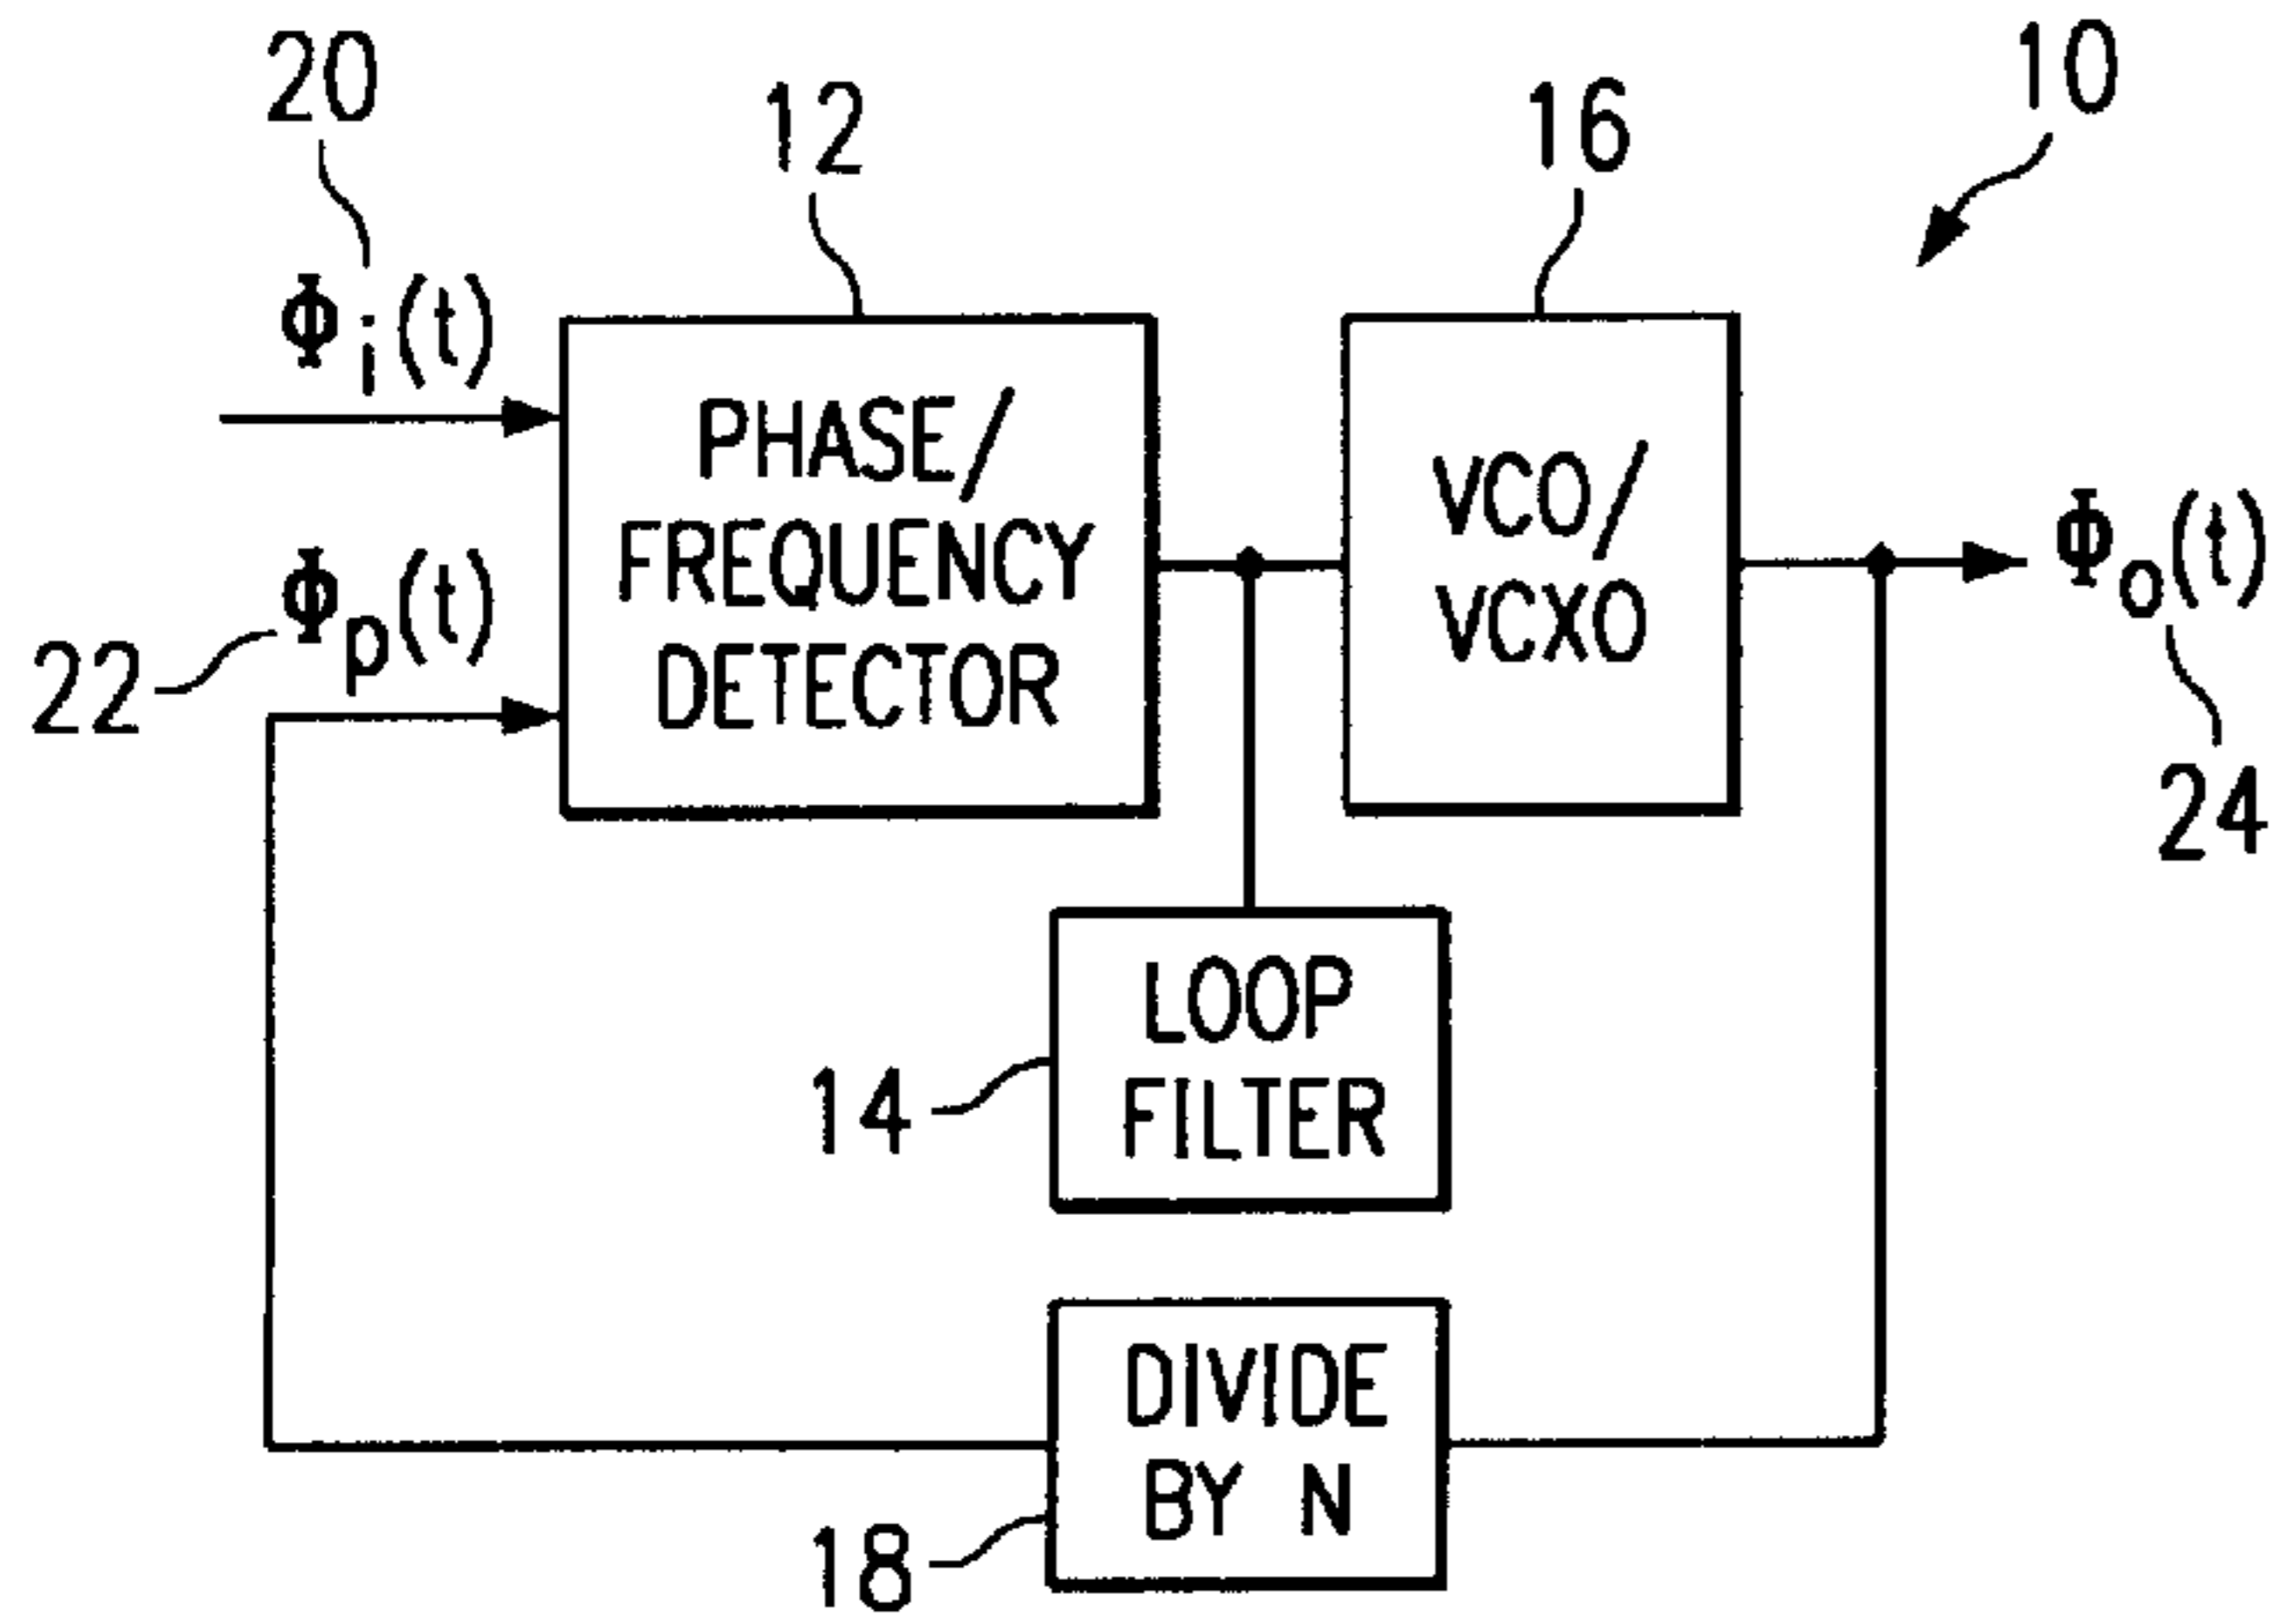 20
12
16
10
Φi(t)
PHASE/
FREQUENCY
DETECTOR
VCO/
VCXO
Φo(t)
Φp(t)
22
24
LOOP
FILTER
14
DIVIDE
BY N
18